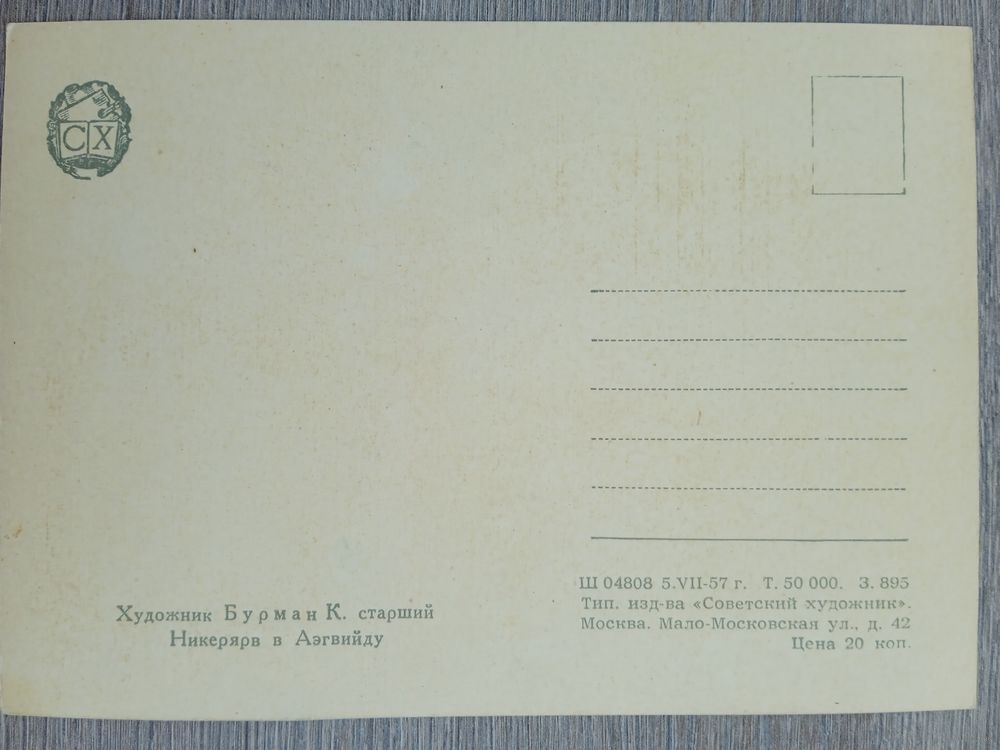 СХ
Художник Бурман К. старший
Никерярв в Аэгвийду
Ш 04808 5.VII-57 г. Т. 50 000. З. 895
Тип. изд-ва «Советский художник».
Москва. Мало-Московская ул., д. 42
Цена 20 коп.